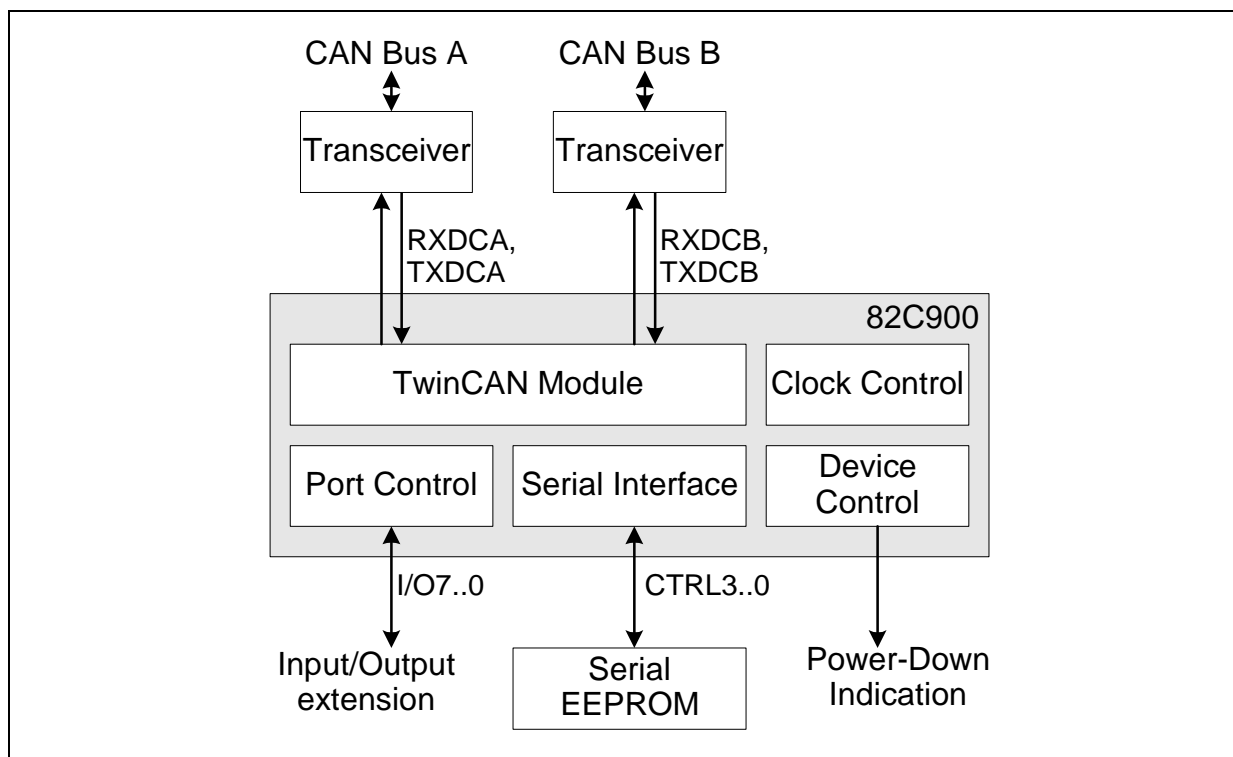 CAN Bus A
CAN Bus B
Transceiver
Transceiver
RXDCA,
TXDCA
RXDCB,
TXDCB
82C900
TwinCAN Module
Clock Control
Port Control
Serial Interface
Device
Control
I/O7..0
CTRL3..0
Input/Output
extension
Serial
EEPROM
Power-Down
Indication